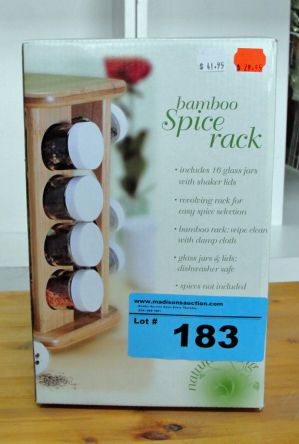 $ 41.95
bamboo
Spice
rack
• includes 16 glass jars
with shaker lids
• revolving rack for
easy spice selection
• bamboo rack: wipe clean
with damp cloth
• glass jars & lids:
dishwasher safe
• spices not included
www.madisonsauction.com
Lot #
183